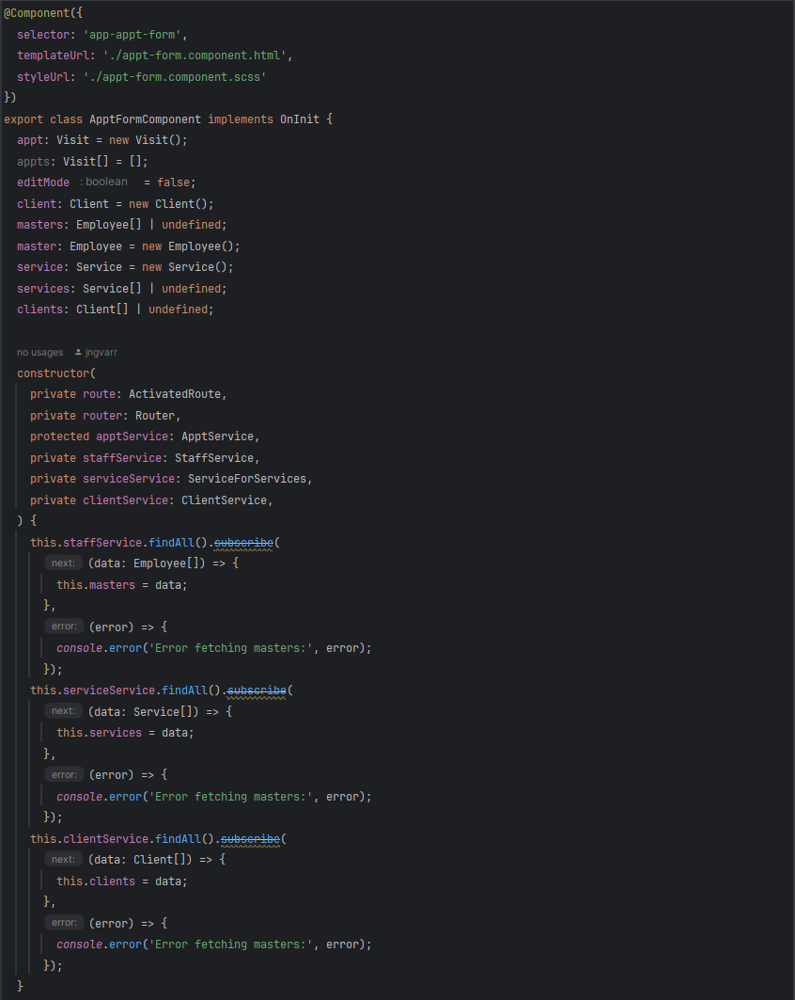 @Component({
  selector: 'app-appt-form',
  templateUrl: './appt-form.component.html',
  styleUrl: './appt-form.component.scss'
})
export class ApptFormComponent implements OnInit {
  appt: Visit = new Visit();
  appts: Visit[] = [];
  editMode : boolean = false;
  client: Client = new Client();
  masters: Employee[] | undefined;
  master: Employee = new Employee();
  service: Service = new Service();
  services: Service[] | undefined;
  clients: Client[] | undefined;
  no usages jngvarr
  constructor(
    private route: ActivatedRoute,
    private router: Router,
    protected apptService: ApptService,
    private staffService: StaffService,
    private serviceService: ServiceForServices,
    private clientService: ClientService,
  ) {
    this.staffService.findAll().subscribe(
      next: (data: Employee[]) => {
        this.masters = data;
      },
      error: (error) => {
        console.error('Error fetching masters:', error);
      });
    this.serviceService.findAll().subscribe(
      next: (data: Service[]) => {
        this.services = data;
      },
      error: (error) => {
        console.error('Error fetching masters:', error);
      });
    this.clientService.findAll().subscribe(
      next: (data: Client[]) => {
        this.clients = data;
      },
      error: (error) => {
        console.error('Error fetching masters:', error);
      });
  }